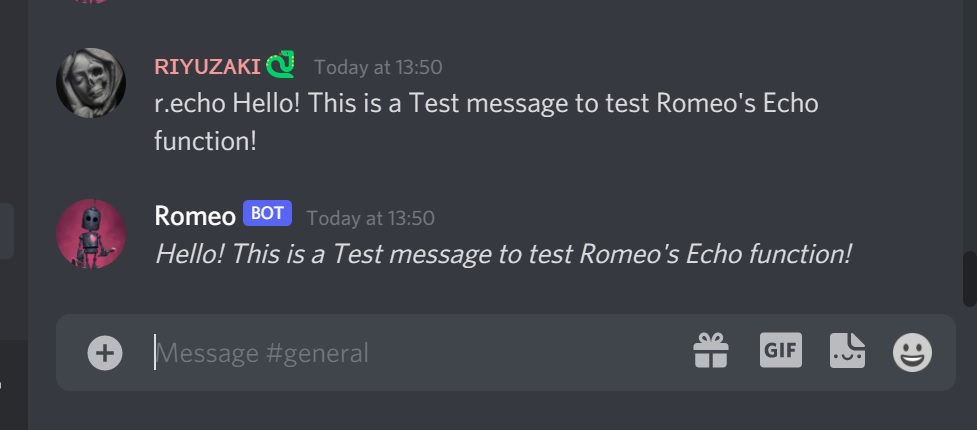 RIYUZAKI Today at 13:50
r.echo Hello! This is a Test message to test Romeo's Echo
function!
Romeo BOT Today at 13:50
Hello! This is a Test message to test Romeo's Echo function!
Message #general
GIF